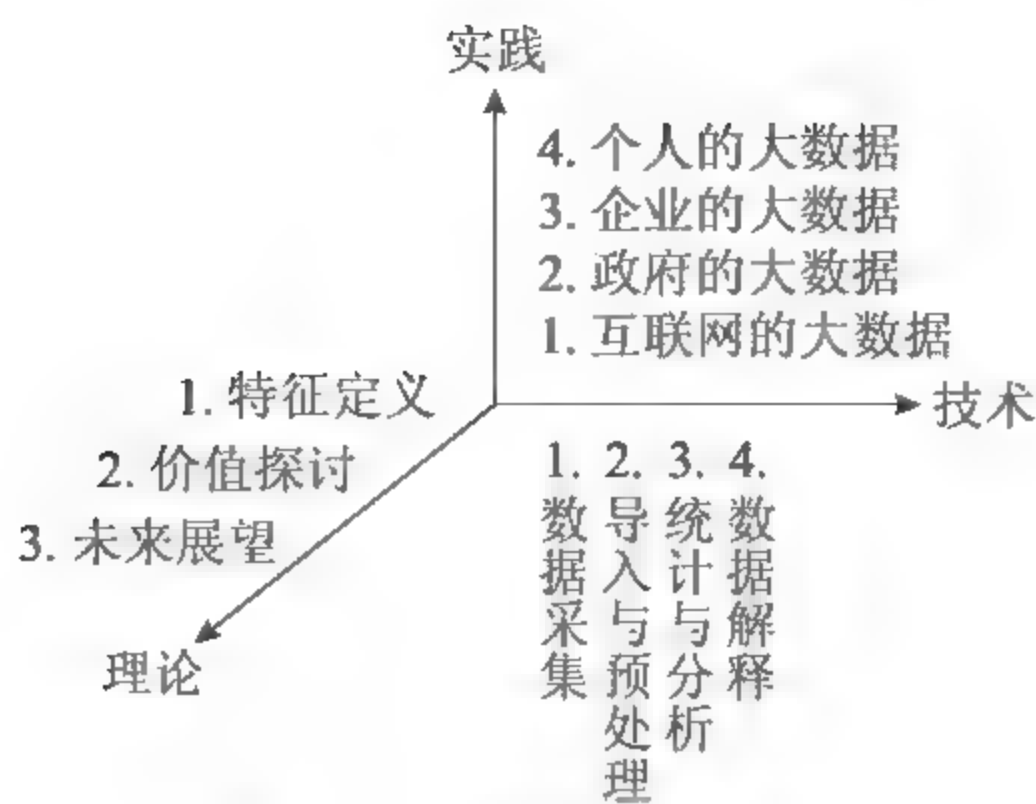 实践
4. 个人的大数据
3. 企业的大数据
2. 政府的大数据
1. 互联网的大数据
技术
1. 特征定义
2. 价值探讨
3. 未来展望
理论
1. 数据采集
2. 导入与预处理
3. 统计与分析
4. 数据解释